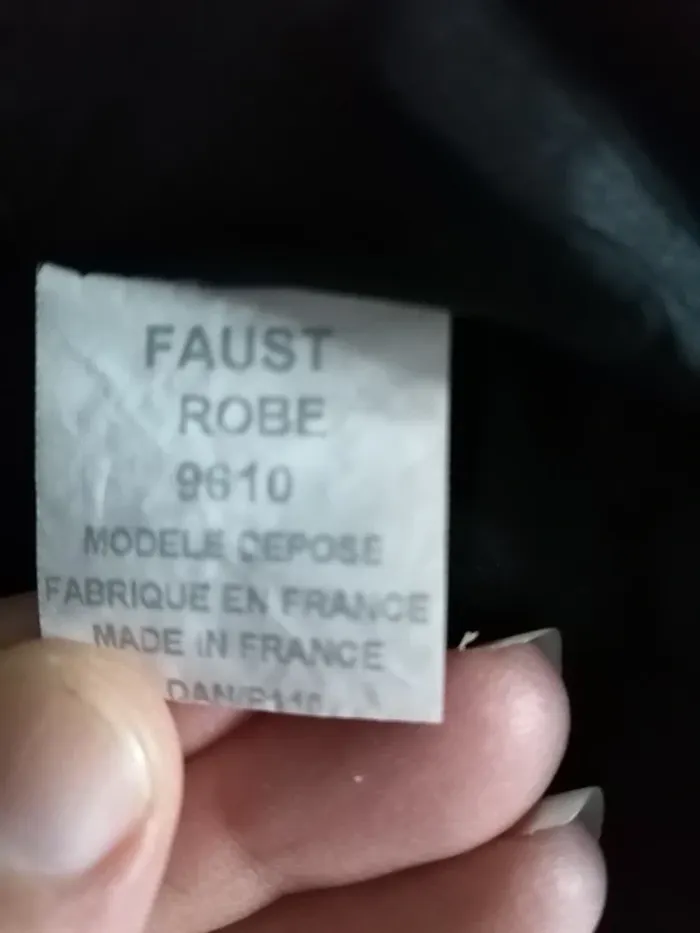 FAUST
ROBE
9610
MODELE DEPOSE
FABRIQUE EN FRANCE
MADE IN FRANCE